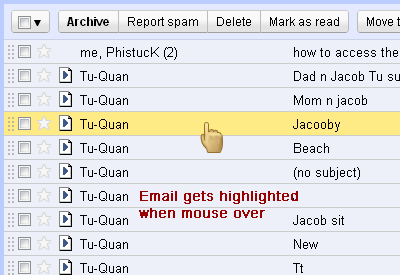 Archive Report spam Delete Mark as read Move t
me, PhistucK (2) how to access the
Tu-Quan Dad n Jacob Tu su
Tu-Quan Mom n jacob
Tu-Quan Jacooby
Tu-Quan Beach
Tu-Quan (no subject)
Tu-Quan
Email gets highlighted
when mouse over
Tu-Quan Jacob sit
Tu-Quan New
Tu-Quan Tt